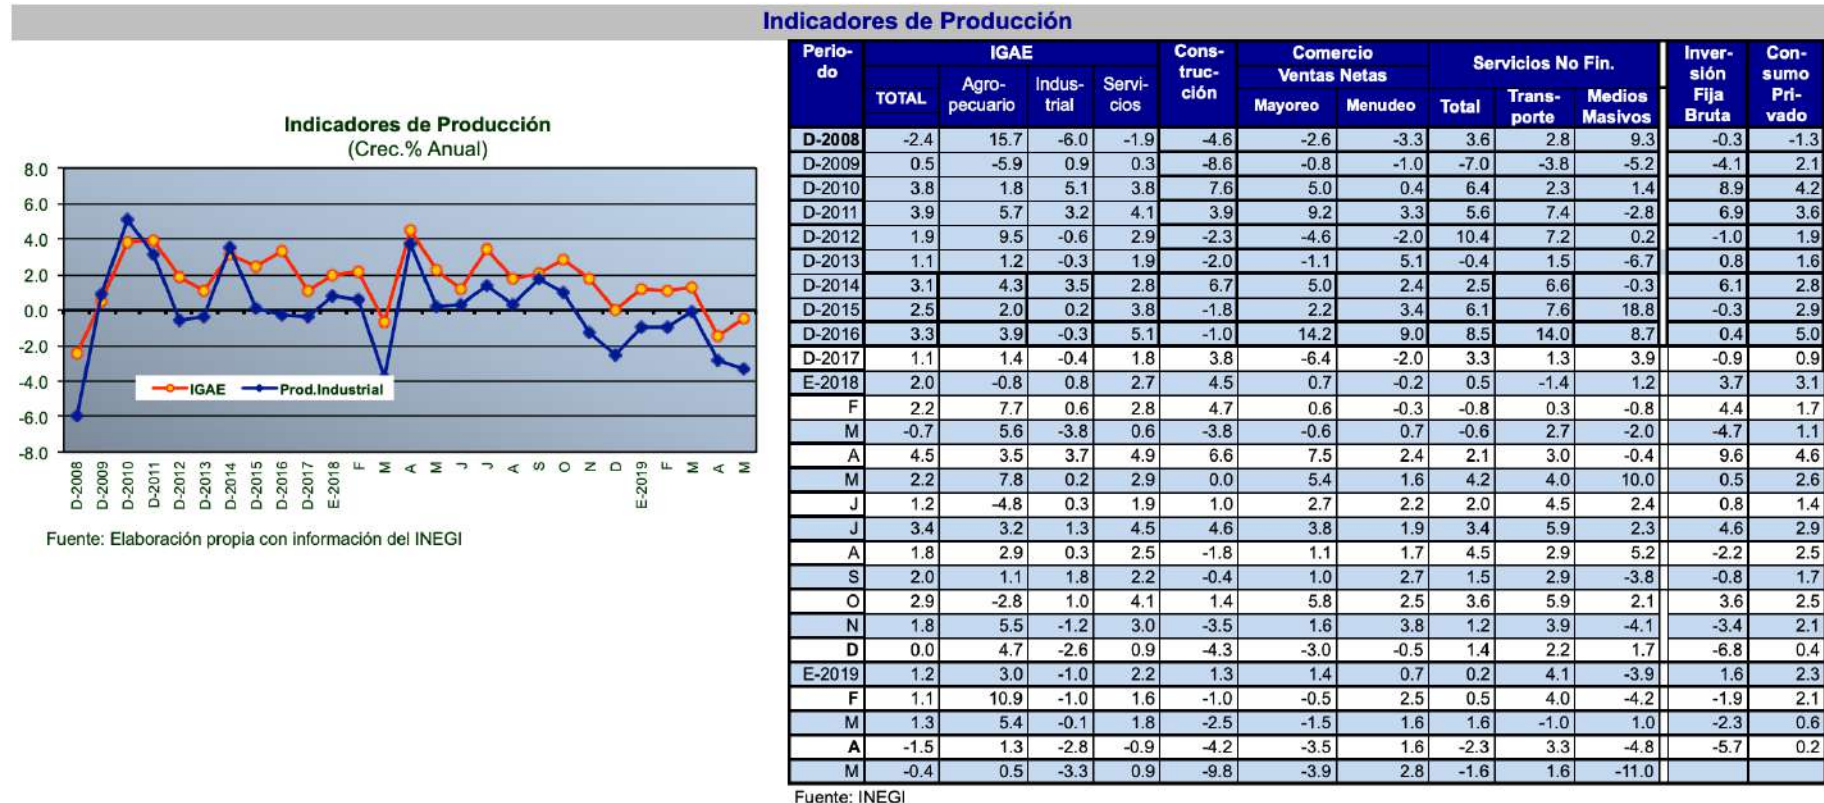 Indicadores de Producción
Indicadores de Producción
(Crec.% Anual)
8.0
6.0
4.0
2.0
0.0
-2.0
-4.0
-6.0
-8.0
IGAE Prod.Industrial
D-2008 D-2009 D-2010 D-2011 D-2012 D-2013 D-2014 D-2015 D-2016 D-2017 E-2018 F M A M J J A S O N D E-2019 F M A M
Fuente: Elaboración propia con información del INEGI
Perio-do IGAE Cons-truc-ción Comercio Servicios No Fin. Inver-sión Fija Bruta Con-sumo Pri-vado
Ventas Netas
TOTAL Agro-pecuario Indus-trial Servi-cios Mayoreo Menudeo Total Trans-porte Medios Masivos
D-2008 -2.4 15.7 -6.0 -1.9 -4.6 -2.6 -3.3 3.6 2.8 9.3 -0.3 -1.3
D-2009 0.5 -5.9 0.9 0.3 -8.6 -0.8 -1.0 -7.0 -3.8 -5.2 -4.1 2.1
D-2010 3.8 1.8 5.1 3.8 7.6 5.0 0.4 6.4 2.3 1.4 8.9 4.2
D-2011 3.9 5.7 3.2 4.1 3.9 9.2 3.3 5.6 7.4 -2.8 6.9 3.6
D-2012 1.9 9.5 -0.6 2.9 -2.3 -4.6 -2.0 10.4 7.2 0.2 -1.0 1.9
D-2013 1.1 1.2 -0.3 1.9 -2.0 -1.1 5.1 -0.4 1.5 -6.7 0.8 1.6
D-2014 3.1 4.3 3.5 2.8 6.7 5.0 2.4 2.5 6.6 -0.3 6.1 2.8
D-2015 2.5 2.0 0.2 3.8 -1.8 2.2 3.4 6.1 7.6 18.8 -0.3 2.9
D-2016 3.3 3.9 -0.3 5.1 -1.0 14.2 9.0 8.5 14.0 8.7 0.4 5.0
D-2017 1.1 1.4 -0.4 1.8 3.8 -6.4 -2.0 3.3 1.3 3.9 -0.9 0.9
E-2018 2.0 -0.8 0.8 2.7 4.5 0.7 -0.2 0.5 -1.4 1.2 3.7 3.1
F 2.2 7.7 0.6 2.8 4.7 0.6 -0.3 -0.8 0.3 -0.8 4.4 1.7
M -0.7 5.6 -3.8 0.6 -3.8 -0.6 0.7 -0.6 2.7 -2.0 -4.7 1.1
A 4.5 3.5 3.7 4.9 6.6 7.5 2.4 2.1 3.0 -0.4 9.6 4.6
M 2.2 7.8 0.2 2.9 0.0 5.4 1.6 4.2 4.0 10.0 0.5 2.6
J 1.2 -4.8 0.3 1.9 1.0 2.7 2.2 2.0 4.5 2.4 0.8 1.4
J 3.4 3.2 1.3 4.5 4.6 3.8 1.9 3.4 5.9 2.3 4.6 2.9
A 1.8 2.9 0.3 2.5 -1.8 1.1 1.7 4.5 2.9 5.2 -2.2 2.5
S 2.0 1.1 1.8 2.2 -0.4 1.0 2.7 1.5 2.9 -3.8 -0.8 1.7
O 2.9 -2.8 1.0 4.1 1.4 5.8 2.5 3.6 5.9 2.1 3.6 2.5
N 1.8 5.5 -1.2 3.0 -3.5 1.6 3.8 1.2 3.9 -4.1 -3.4 2.1
D 0.0 4.7 -2.6 0.9 -4.3 -3.0 -0.5 1.4 2.2 1.7 -6.8 0.4
E-2019 1.2 3.0 -1.0 2.2 1.3 1.4 0.7 0.2 4.1 -3.9 1.6 2.3
F 1.1 10.9 -1.0 1.6 -1.0 -0.5 2.5 0.5 4.0 -4.2 -1.9 2.1
M 1.3 5.4 -0.1 1.8 -2.5 -1.5 1.6 1.6 -1.0 1.0 -2.3 0.6
A -1.5 1.3 -2.8 -0.9 -4.2 -3.5 1.6 -2.3 3.3 -4.8 -5.7 0.2
M -0.4 0.5 -3.3 0.9 -9.8 -3.9 2.8 -1.6 1.6 -11.0
Fuente: INEGI